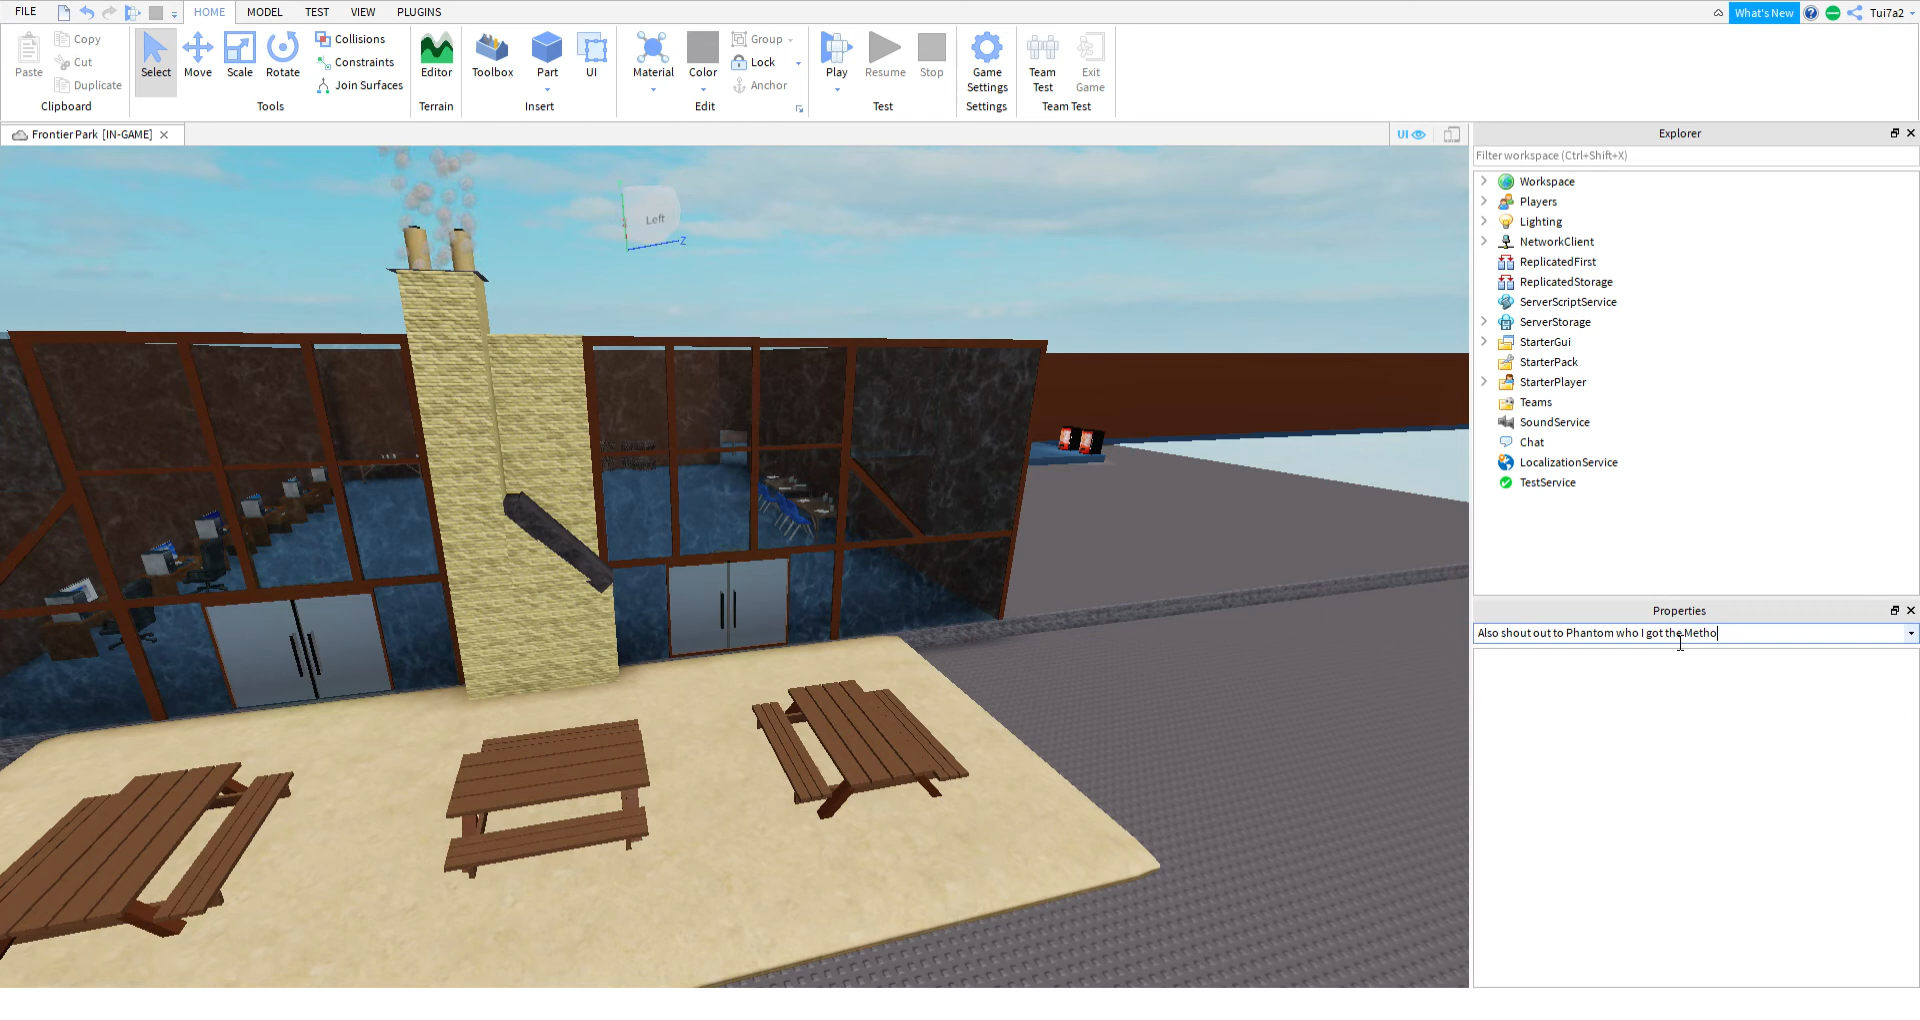 FILE HOME MODEL TEST VIEW PLUGINS What's New Tui7a2
Paste Copy Cut Duplicate
Clipboard
Select Move Scale Rotate Collisions Constraints Join Surfaces
Tools
Editor
Terrain
Toolbox Part UI
Insert
Material Color Group Lock Anchor
Edit
Play Resume Stop
Test
Game Settings
Settings
Team Test Exit Game
Team Test
Frontier Park [IN-GAME]
UI
Left
Z
Explorer
Filter workspace (Ctrl+Shift+X)
Workspace
Players
Lighting
NetworkClient
ReplicatedFirst
ReplicatedStorage
ServerScriptService
ServerStorage
StarterGui
StarterPack
StarterPlayer
Teams
SoundService
Chat
LocalizationService
TestService
Properties
Also shout out to Phantom who I got the Metho